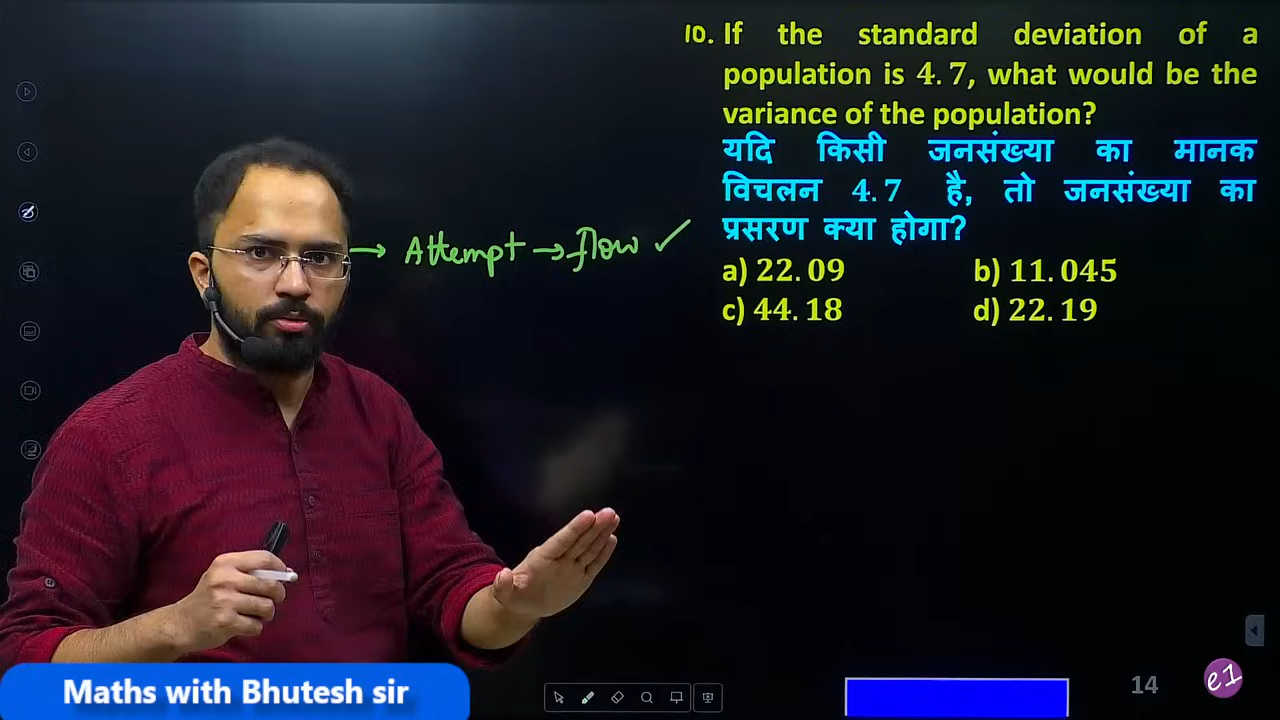 10. If the standard deviation of a
population is 4.7, what would be the
variance of the population?
यदि किसी जनसंख्या का मानक
विचलन 4.7 है, तो जनसंख्या का
प्रसरण क्या होगा?
→ Attempt → flow ✓
a) 22.09 b) 11.045
c) 44.18 d) 22.19
Maths with Bhutesh sir
14
e1